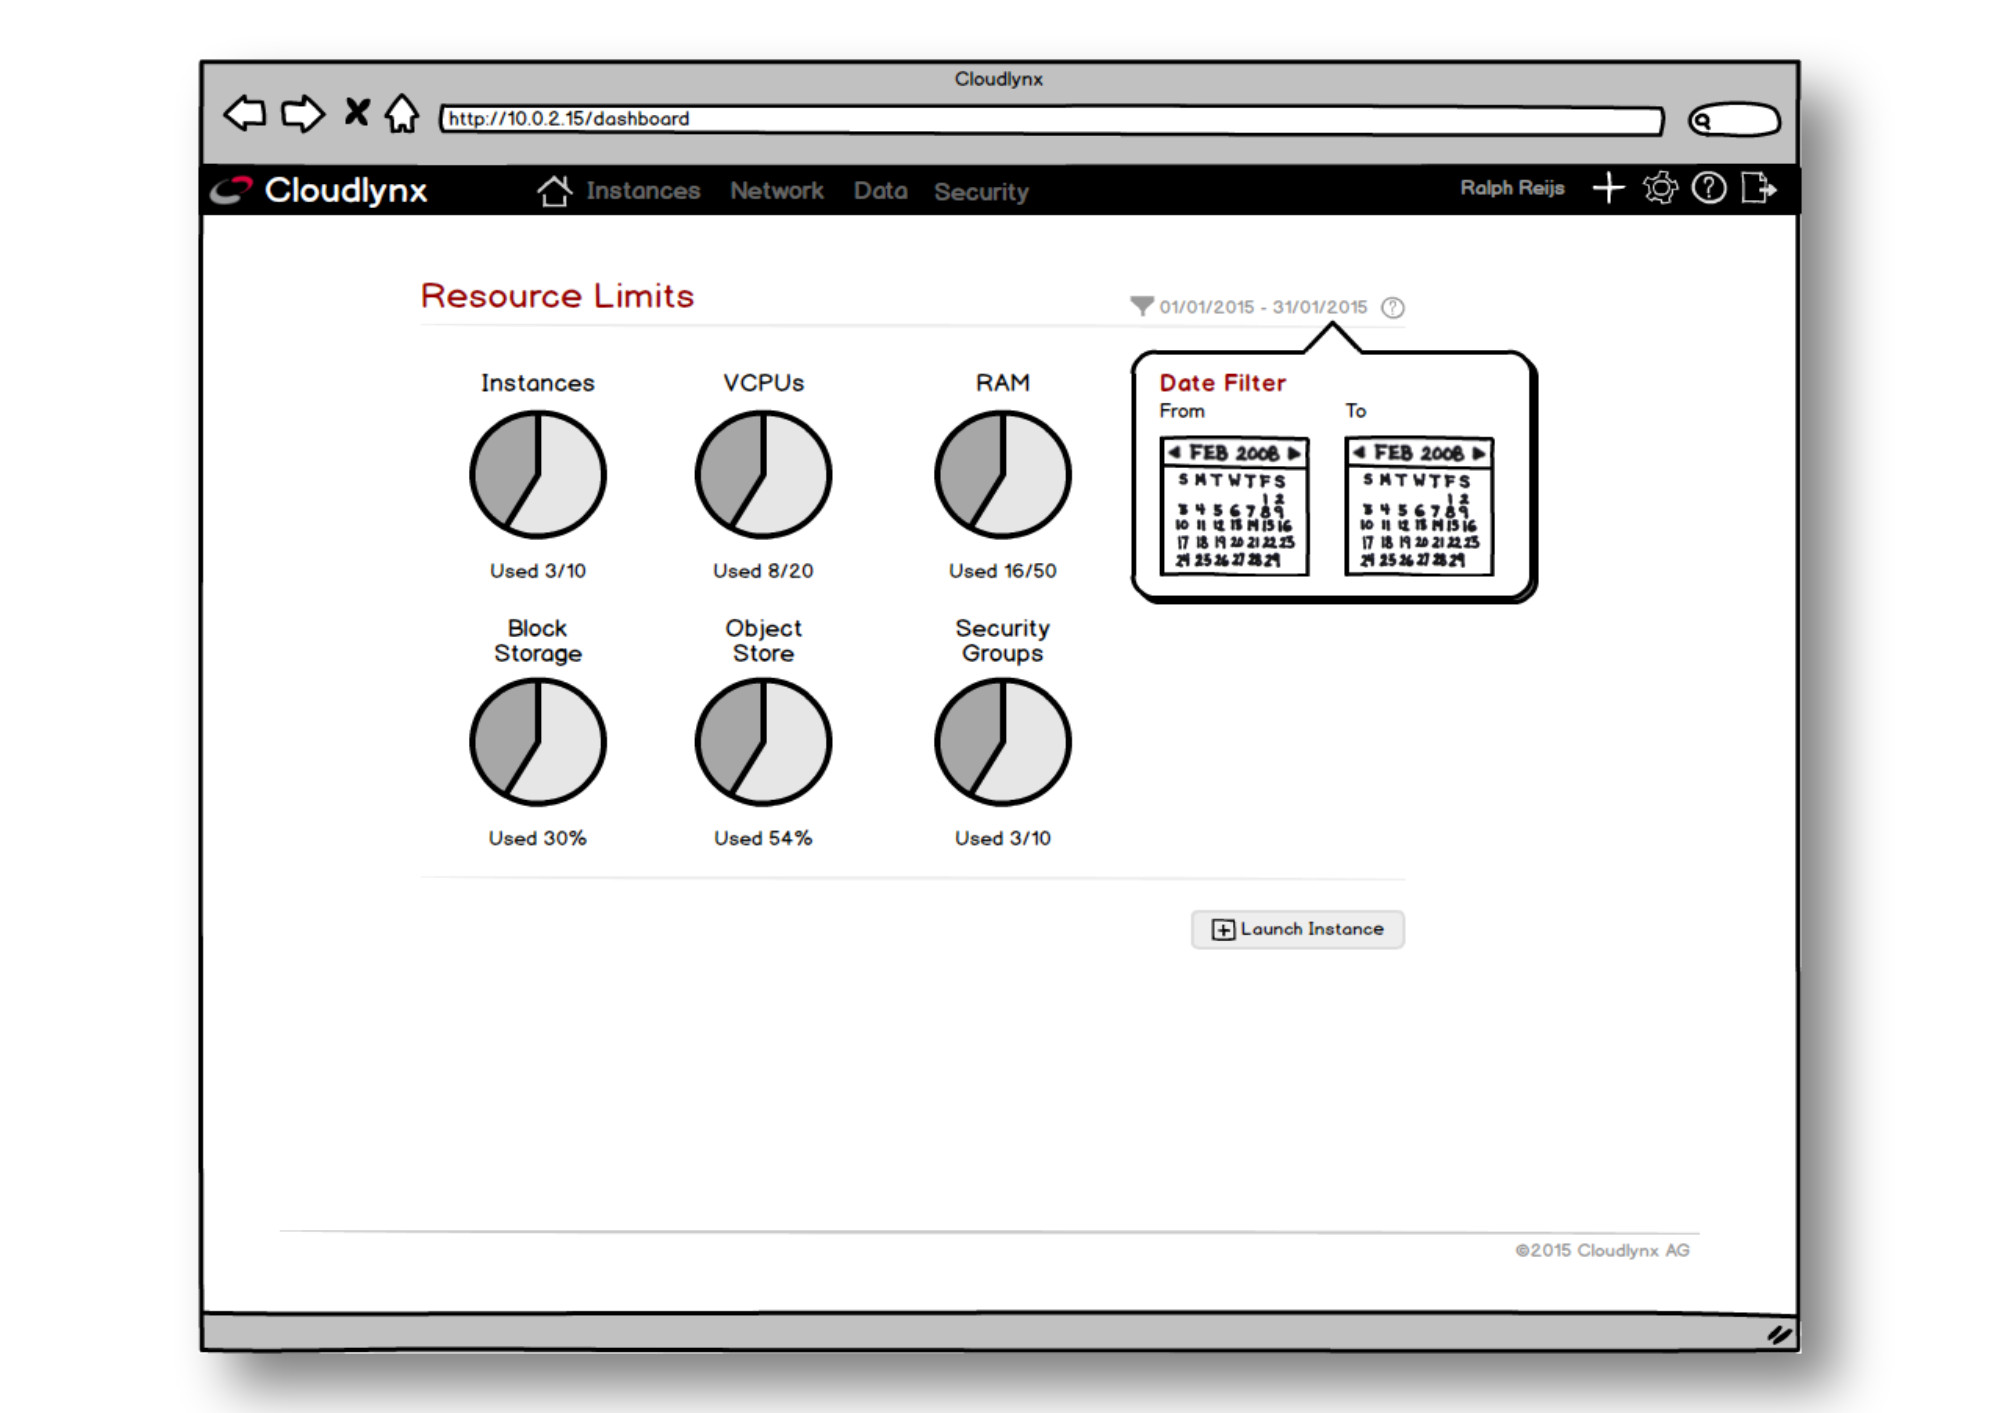 Cloudlynx
http://10.0.2.15/dashboard
Cloudlynx Instances Network Data Security Ralph Reijs
Resource Limits
01/01/2015 - 31/01/2015 ?
Instances VCPUs RAM
Used 3/10 Used 8/20 Used 16/50
Block Storage
Object Store
Security Groups
Used 30% Used 54% Used 3/10
Date Filter
From To
FEB 2008
S M T W T F S
1 2
3 4 5 6 7 8 9
10 11 12 13 14 15 16
17 18 19 20 21 22 23
24 25 26 27 28 29
FEB 2008
S M T W T F S
1 2
3 4 5 6 7 8 9
10 11 12 13 14 15 16
17 18 19 20 21 22 23
24 25 26 27 28 29
Launch Instance
©2015 Cloudlynx AG